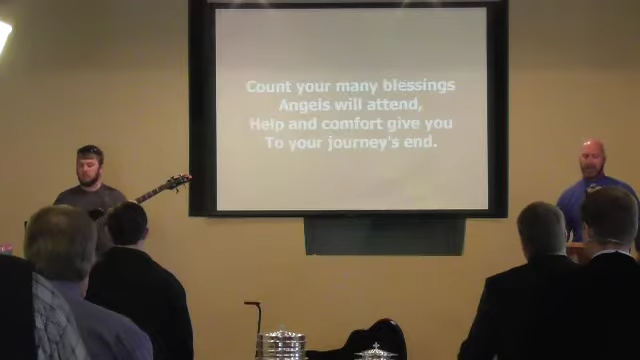 Count your many blessings
Angels will attend,
Help and comfort give you
To your journey's end.